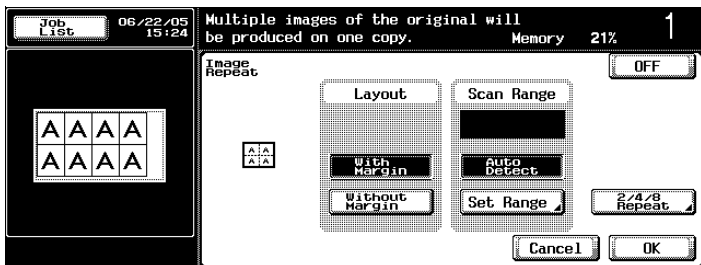 Job
List
06/22/05
15:24
Multiple images of the original will
be produced on one copy.
Memory 21%
1
Image
Repeat
OFF
Layout
Scan Range
A A A A
A A A A
A A
A A
With
Margin
Auto
Detect
Without
Margin
Set Range
2/4/8
Repeat
Cancel
OK